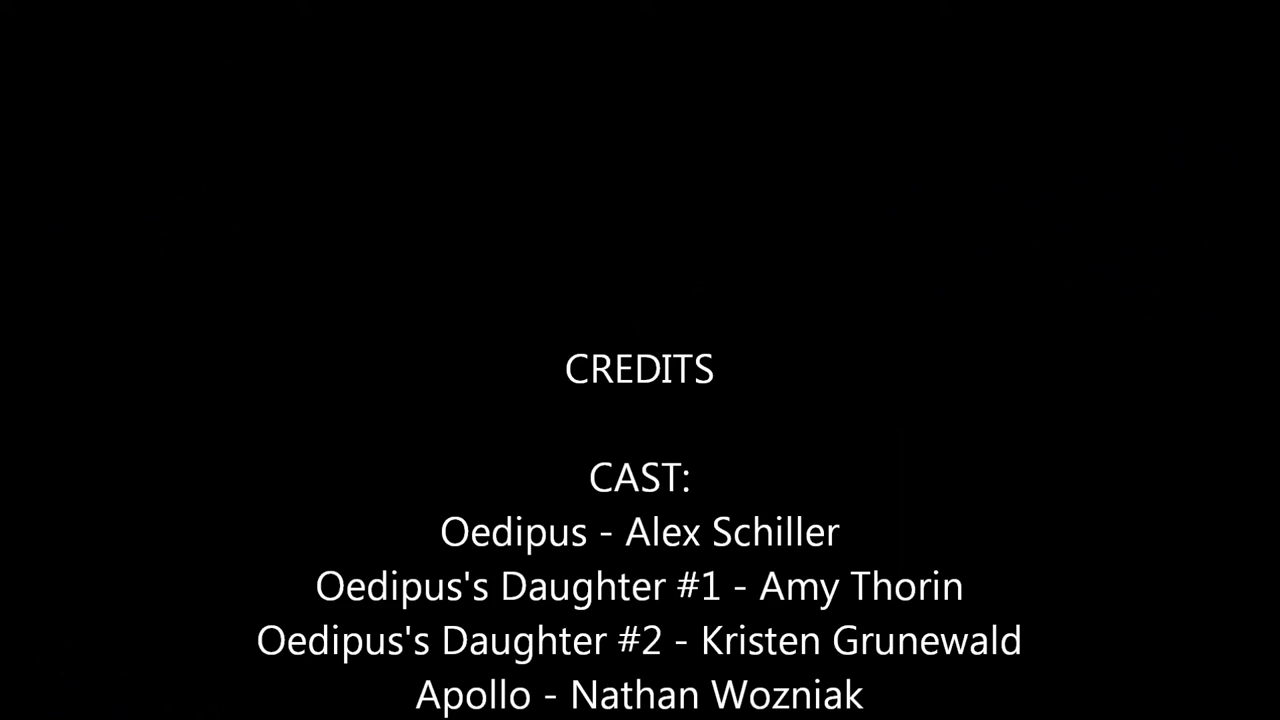 CREDITS
CAST:
Oedipus - Alex Schiller
Oedipus's Daughter #1 - Amy Thorin
Oedipus's Daughter #2 - Kristen Grunewald
Apollo - Nathan Wozniak